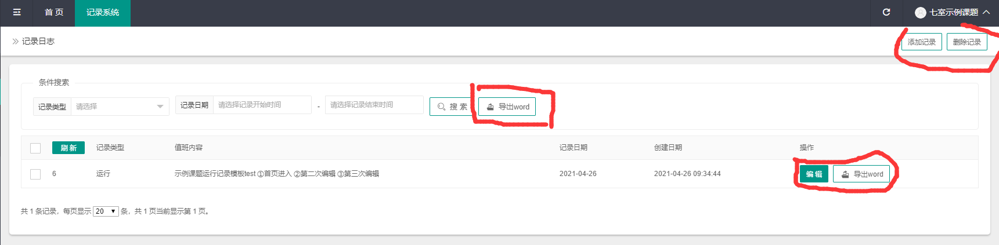 首 页 记录系统 七室示例课题
记录日志 添加记录 删除记录
条件搜索
记录类型 请选择 记录日期 请选择记录开始时间 - 请选择记录结束时间 搜 索 导出word
刷 新 记录类型 值班内容 记录日期 创建日期 操作
6 运行 示例课题运行记录模板test ①首页进入 ②第二次编辑 ③第三次编辑 2021-04-26 2021-04-26 09:34:44 编 辑 导出word
共 1 条记录，每页显示 20 条，共 1 页当前显示第 1 页。